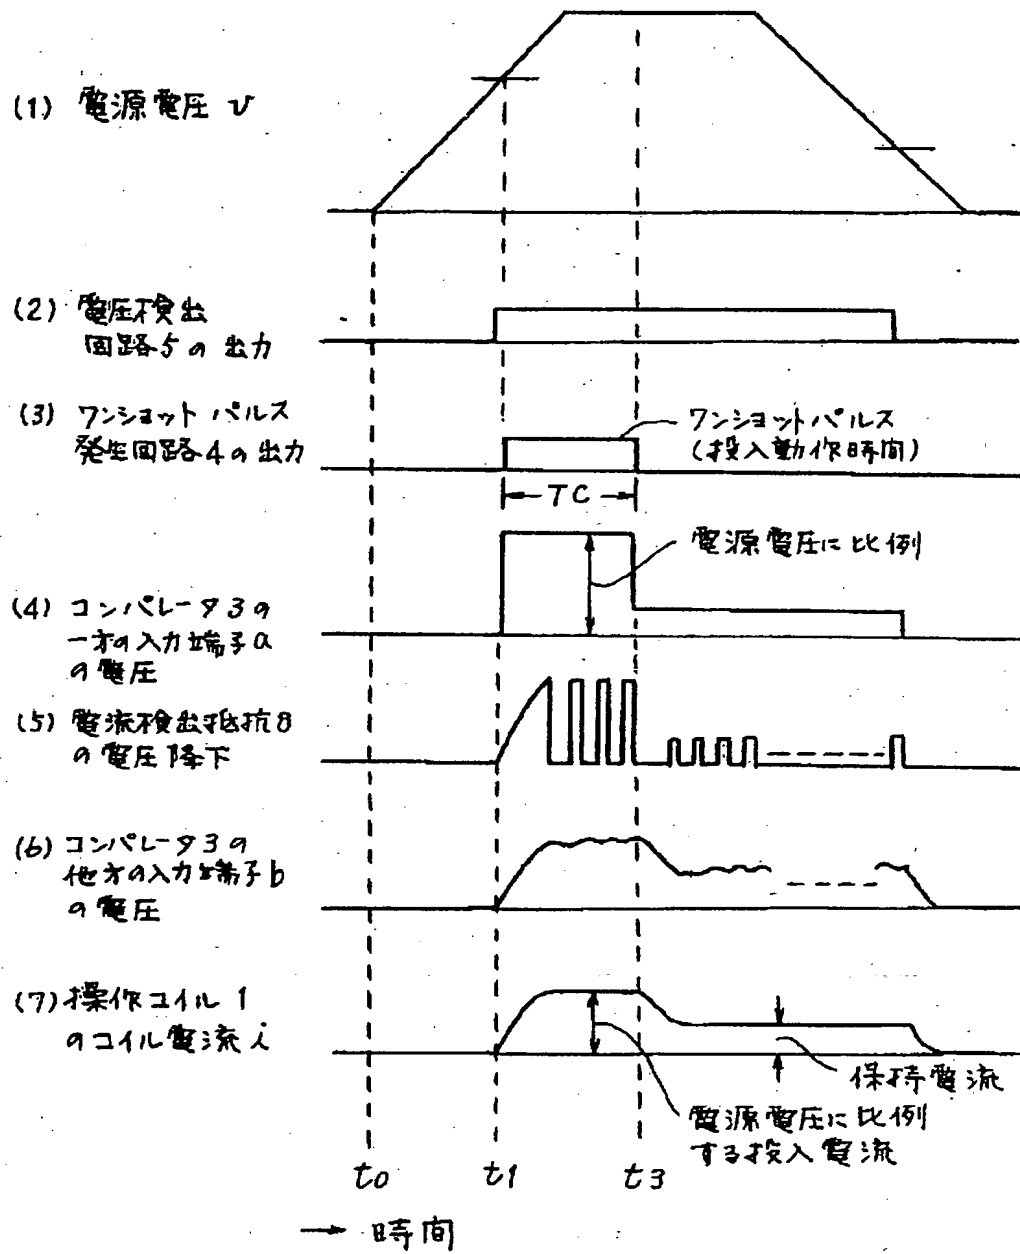 (1) 電源電圧 v
(2) 電圧検出
回路5の出力
(3) ワンショットパルス
発生回路4の出力
ワンショットパルス
(投入動作時間)
TC
電源電圧に比例
(4) コンパレータ3の
一方の入力端子a
の電圧
(5) 電流検出抵抗8
の電圧降下
(6) コンパレータ3の
他方の入力端子b
の電圧
(7) 操作コイル1
のコイル電流i
保持電流
電源電圧に比例
する投入電流
t0 t1 t3
→ 時間